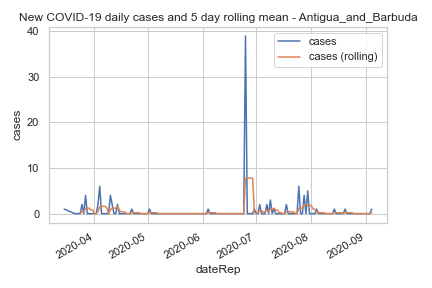 New COVID-19 daily cases and 5 day rolling mean - Antigua_and_Barbuda
cases
cases (rolling)
cases
40
30
20
10
0
2020-04
2020-05
2020-06
2020-07
2020-08
2020-09
dateRep